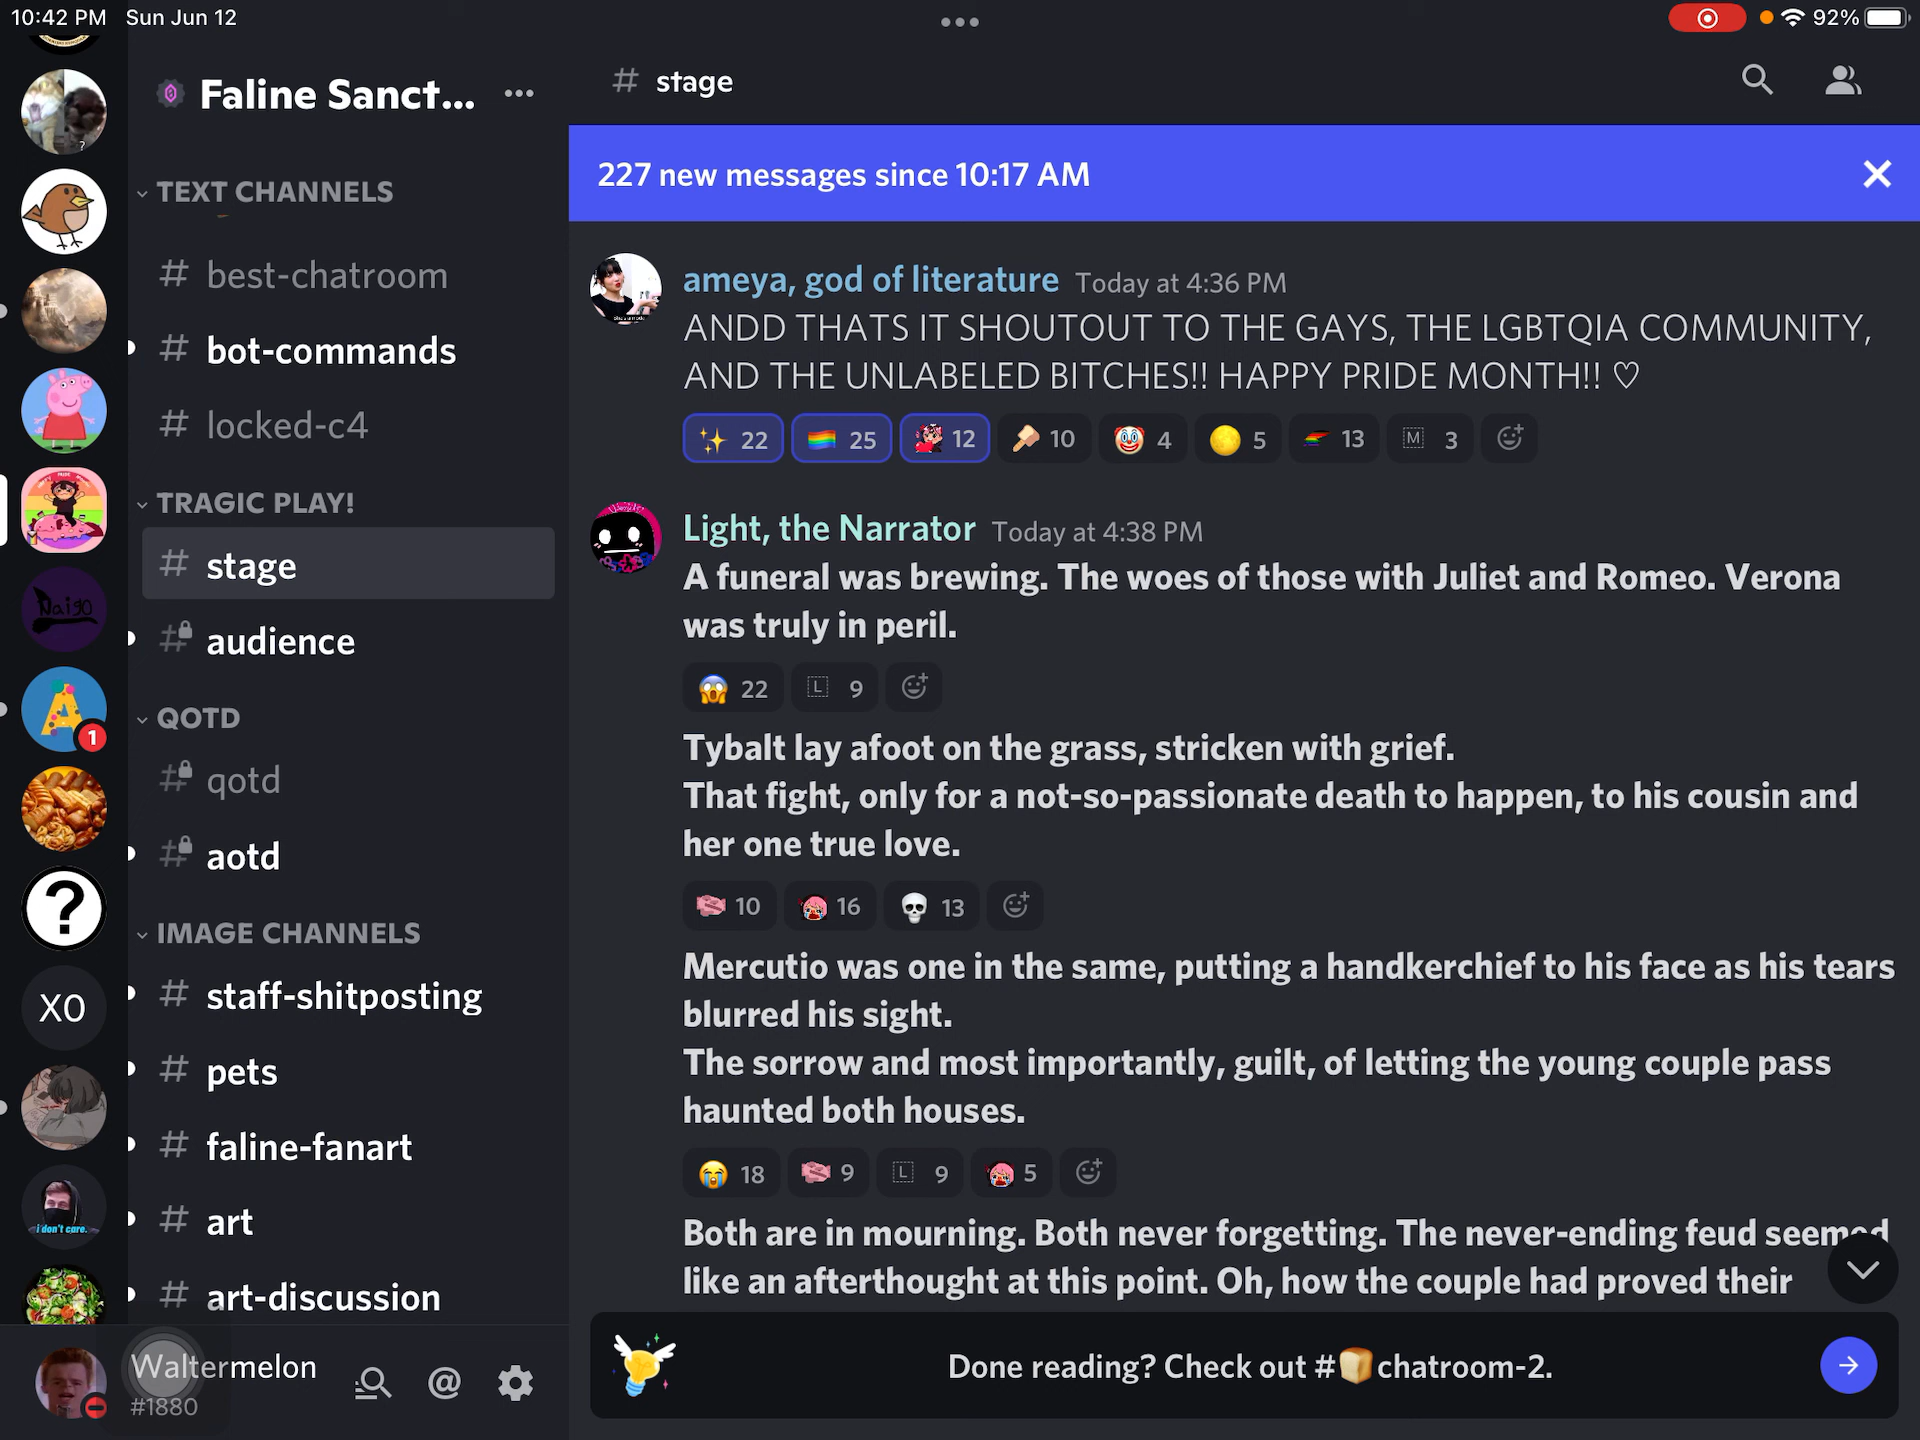 10:42 PM Sun Jun 12
92%
Faline Sanct...
TEXT CHANNELS
best-chatroom
bot-commands
locked-c4
TRAGIC PLAY!
stage
audience
QOTD
qotd
aotd
IMAGE CHANNELS
staff-shitposting
pets
faline-fanart
art
art-discussion
?
Naigo
A
1
?
XO
i don't care.
Waltermelon
#1880
# stage
227 new messages since 10:17 AM
ameya, god of literature Today at 4:36 PM
ANDD THATS IT SHOUTOUT TO THE GAYS, THE LGBTQIA COMMUNITY,
AND THE UNLABELED BITCHES!! HAPPY PRIDE MONTH!! ♡
22 25 12 10 4 5 13 M 3
Light, the Narrator Today at 4:38 PM
A funeral was brewing. The woes of those with Juliet and Romeo. Verona
was truly in peril.
22 L 9
Tybalt lay afoot on the grass, stricken with grief.
That fight, only for a not-so-passionate death to happen, to his cousin and
her one true love.
10 16 13
Mercutio was one in the same, putting a handkerchief to his face as his tears
blurred his sight.
The sorrow and most importantly, guilt, of letting the young couple pass
haunted both houses.
18 9 L 9 5
Both are in mourning. Both never forgetting. The never-ending feud seemed
like an afterthought at this point. Oh, how the couple had proved their
Done reading? Check out #🍞chatroom-2.